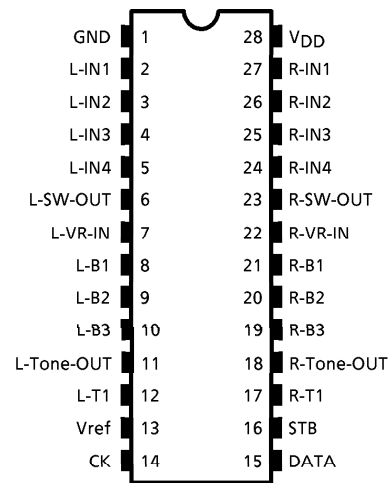 GND 1 28 VDD
L-IN1 2 27 R-IN1
L-IN2 3 26 R-IN2
L-IN3 4 25 R-IN3
L-IN4 5 24 R-IN4
L-SW-OUT 6 23 R-SW-OUT
L-VR-IN 7 22 R-VR-IN
L-B1 8 21 R-B1
L-B2 9 20 R-B2
L-B3 10 19 R-B3
L-Tone-OUT 11 18 R-Tone-OUT
L-T1 12 17 R-T1
Vref 13 16 STB
CK 14 15 DATA